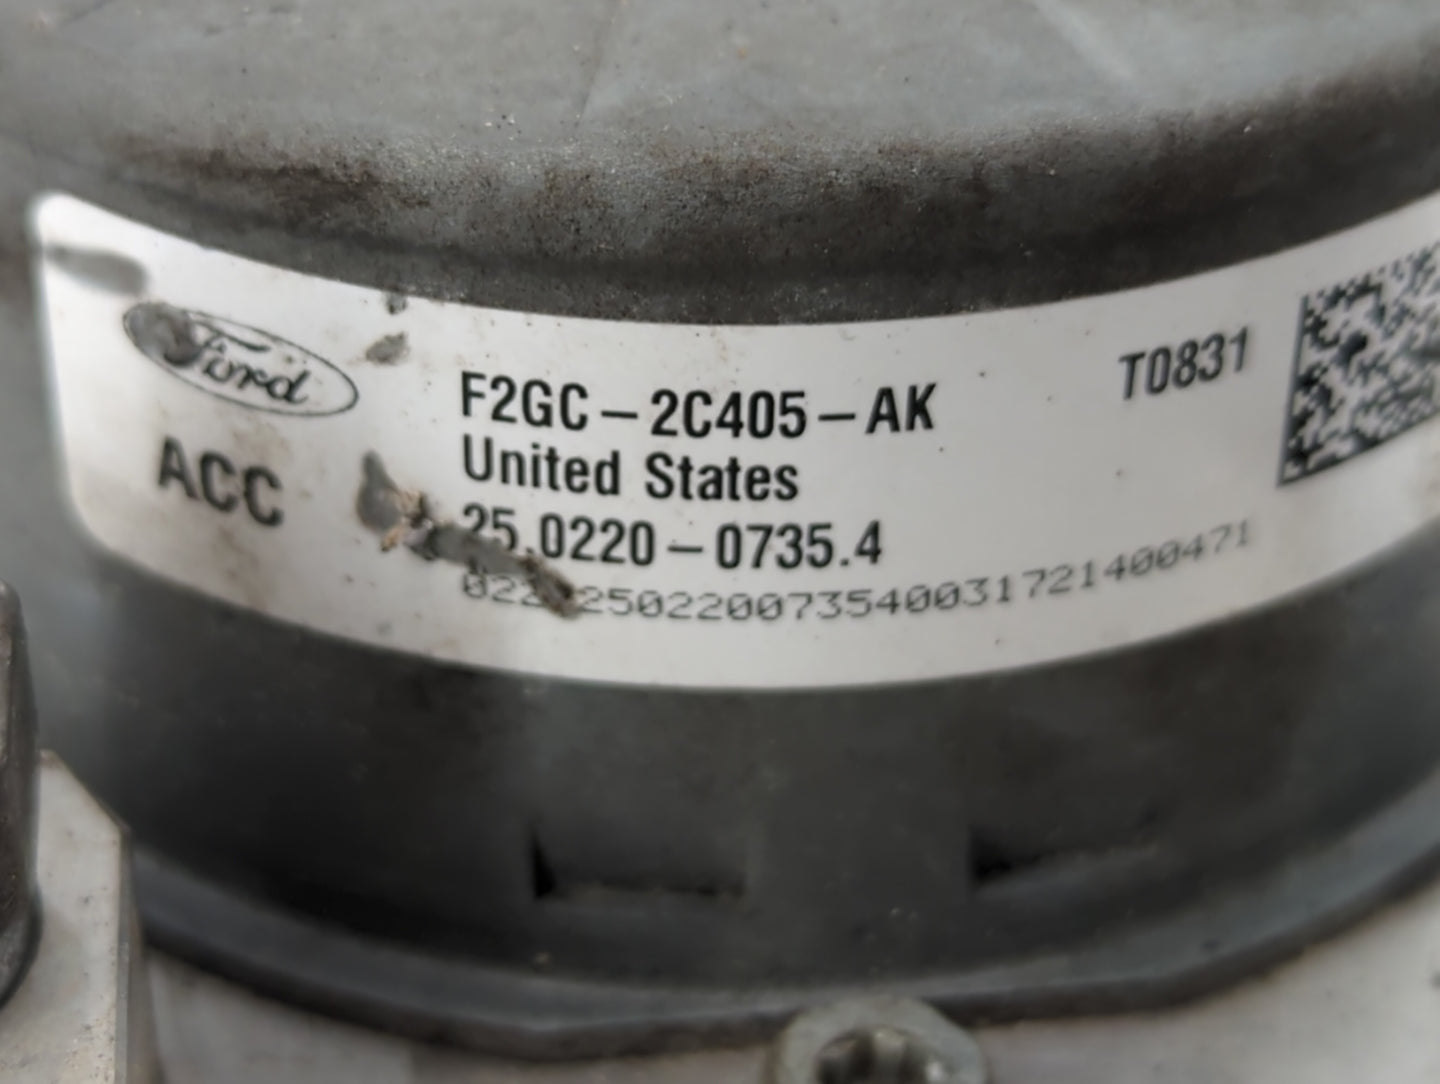 Ford
ACC
F2GC-2C405-AK
United States
25.0220-0735.4
T0831